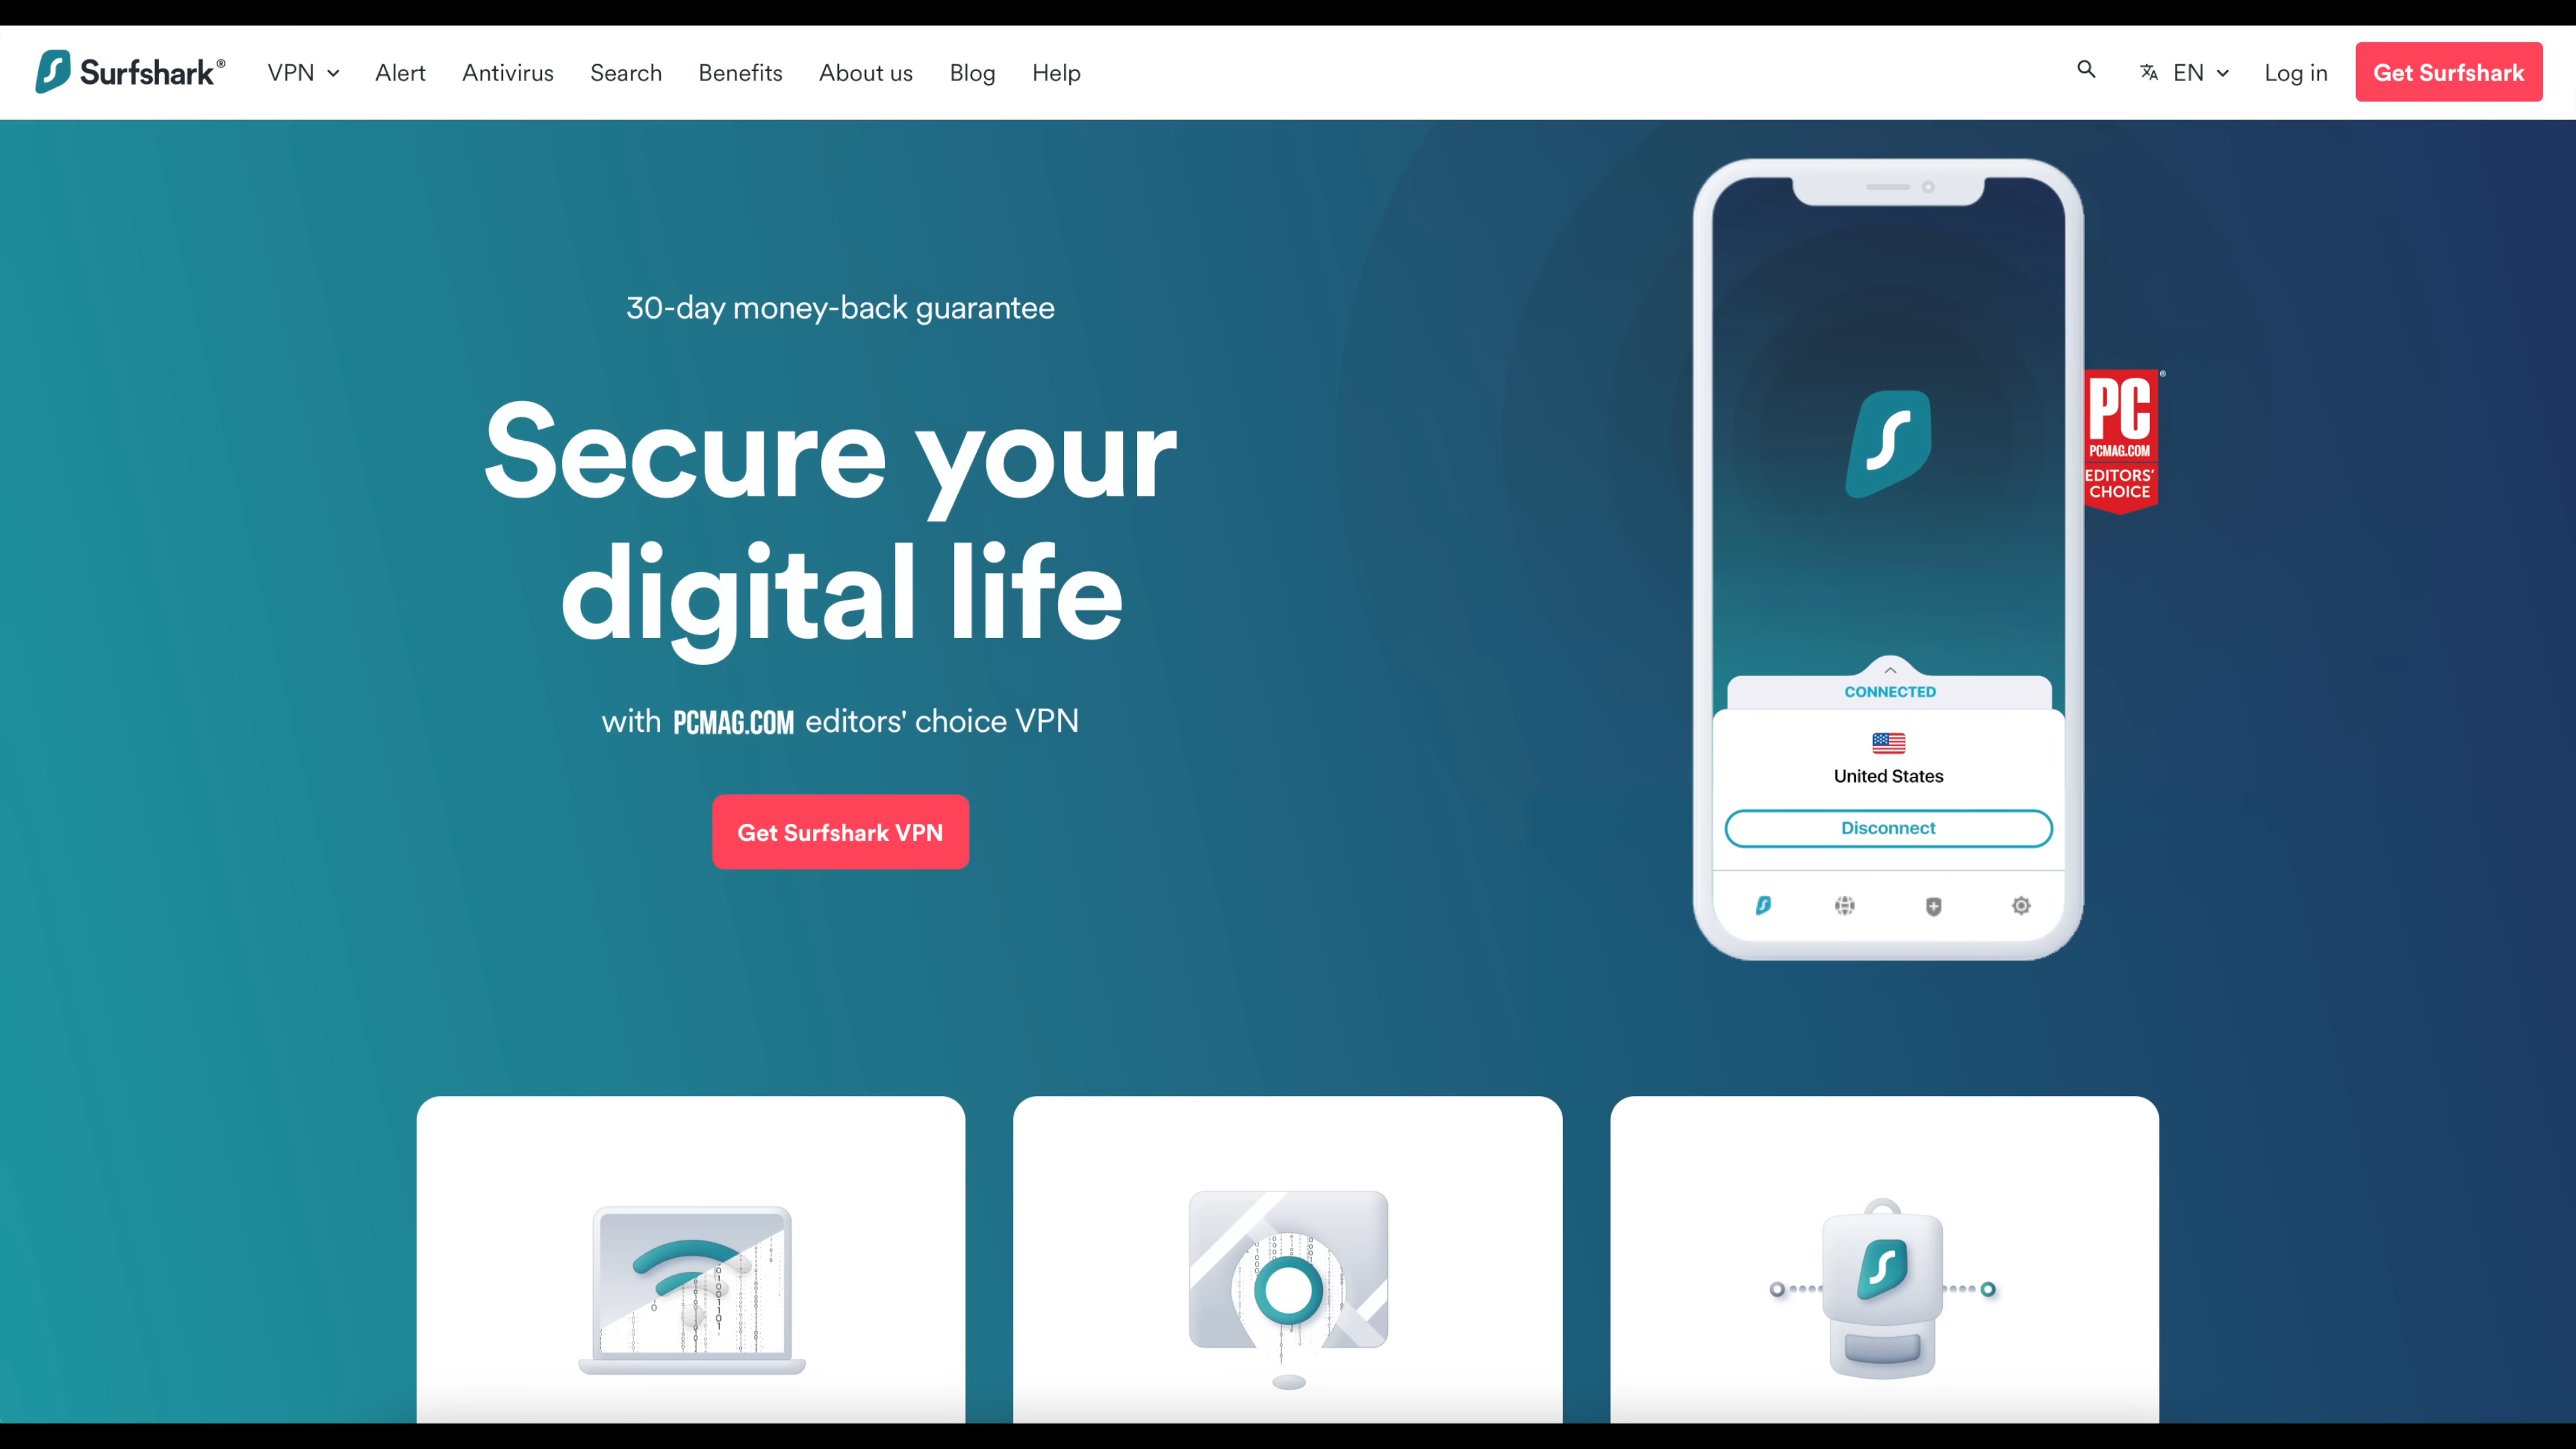 Surfshark®
VPN
Alert
Antivirus
Search
Benefits
About us
Blog
Help
EN
Log in
Get Surfshark
30-day money-back guarantee
Secure your
digital life
with PCMAG.COM editors' choice VPN
Get Surfshark VPN
PC®
PCMAG.COM
EDITORS'
CHOICE
CONNECTED
United States
Disconnect